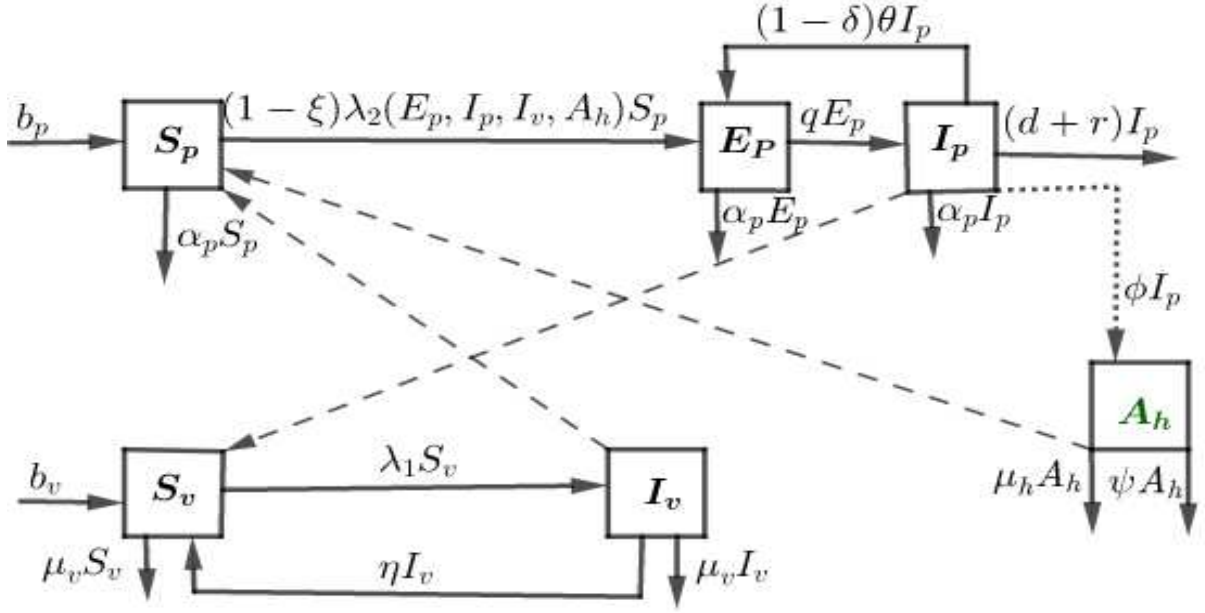 (1 − δ)θI_p
b_p
S_p
(1 − ξ)λ_2(E_p, I_p, I_v, A_h)S_p
E_P
qE_p
I_p
(d + r)I_p
α_pS_p
α_pE_p
α_pI_p
ϕI_p
A_h
b_v
S_v
λ_1S_v
I_v
μ_hA_h
ψA_h
μ_vS_v
ηI_v
μ_vI_v